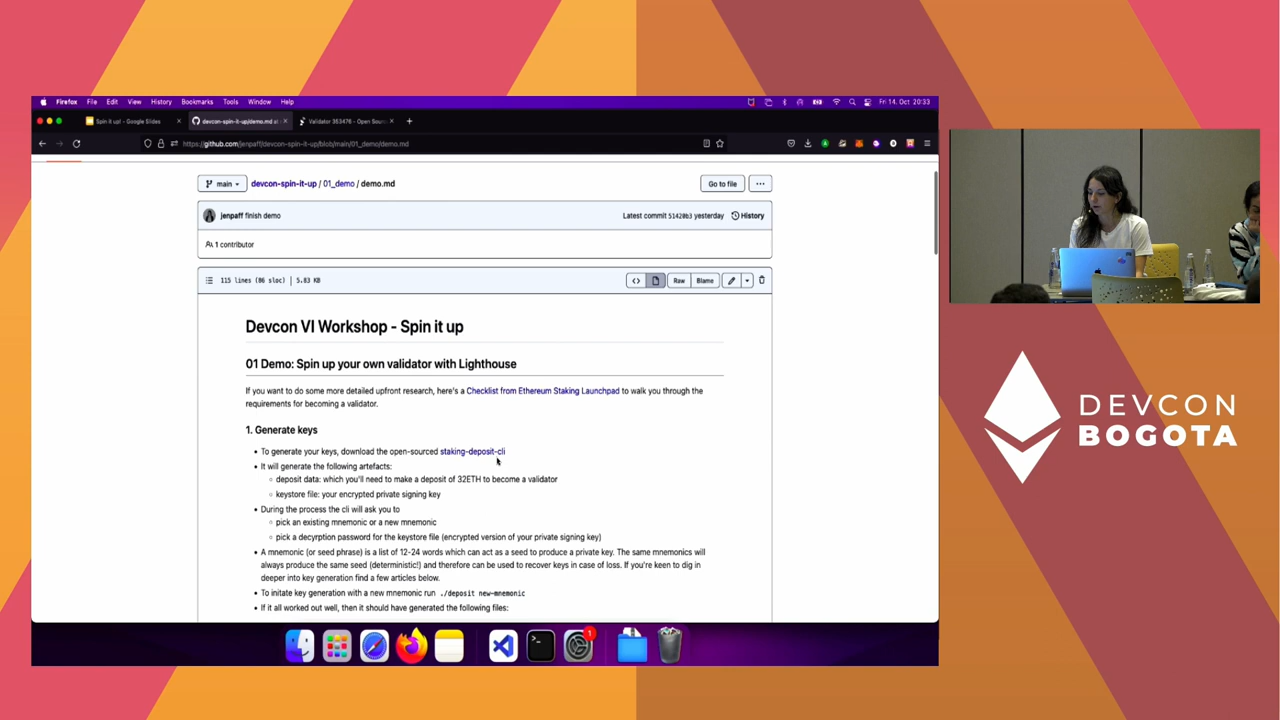 Firefox File Edit View History Bookmarks Tools Window Help Fri 14. Oct 20:33
Spin it up! - Google Slides devcon-spin-it-up/demo.md at Validator 353476 - Open Sourc
https://github.com/jenpaff/devcon-spin-it-up/blob/main/01_demo/demo.md
main devcon-spin-it-up / 01_demo / demo.md Go to file ...
jenpaff finish demo Latest commit 51420b3 yesterday History
1 contributor
115 lines (86 sloc) | 5.83 KB Raw Blame
Devcon VI Workshop - Spin it up
01 Demo: Spin up your own validator with Lighthouse
If you want to do some more detailed upfront research, here's a Checklist from Ethereum Staking Launchpad to walk you through the
requirements for becoming a validator.
1. Generate keys
• To generate your keys, download the open-sourced staking-deposit-cli
• It will generate the following artefacts:
◦ deposit data: which you'll need to make a deposit of 32ETH to become a validator
◦ keystore file: your encrypted private signing key
• During the process the cli will ask you to
◦ pick an existing mnemonic or a new mnemonic
◦ pick a decyrption password for the keystore file (encrypted version of your private signing key)
• A mnemonic (or seed phrase) is a list of 12-24 words which can act as a seed to produce a private key. The same mnemonics will
always produce the same seed (deterministic!) and therefore can be used to recover keys in case of loss. If you're keen to dig in
deeper into key generation find a few articles below.
• To initate key generation with a new mnemonic run ./deposit new-mnemonic
• If it all worked out well, then it should have generated the following files:
1
DEVCON
BOGOTA